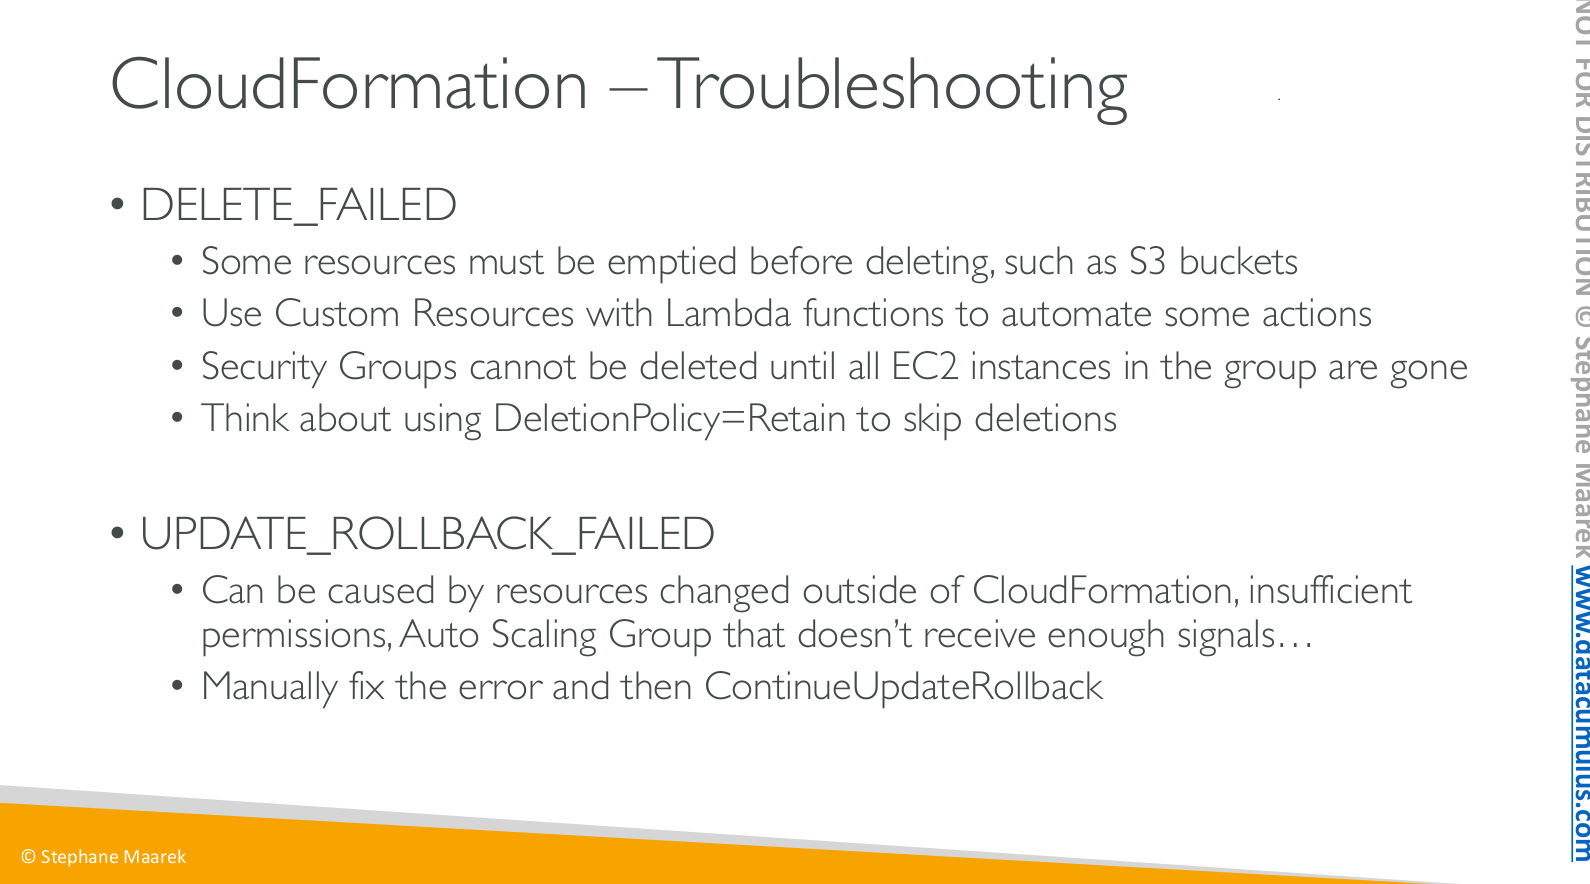 CloudFormation – Troubleshooting
• DELETE_FAILED
• Some resources must be emptied before deleting, such as S3 buckets
• Use Custom Resources with Lambda functions to automate some actions
• Security Groups cannot be deleted until all EC2 instances in the group are gone
• Think about using DeletionPolicy=Retain to skip deletions
• UPDATE_ROLLBACK_FAILED
• Can be caused by resources changed outside of CloudFormation, insufficient
permissions, Auto Scaling Group that doesn't receive enough signals…
• Manually fix the error and then ContinueUpdateRollback
© Stephane Maarek
NOT FOR DISTRIBUTION © Stephane Maarek www.datacumulus.com